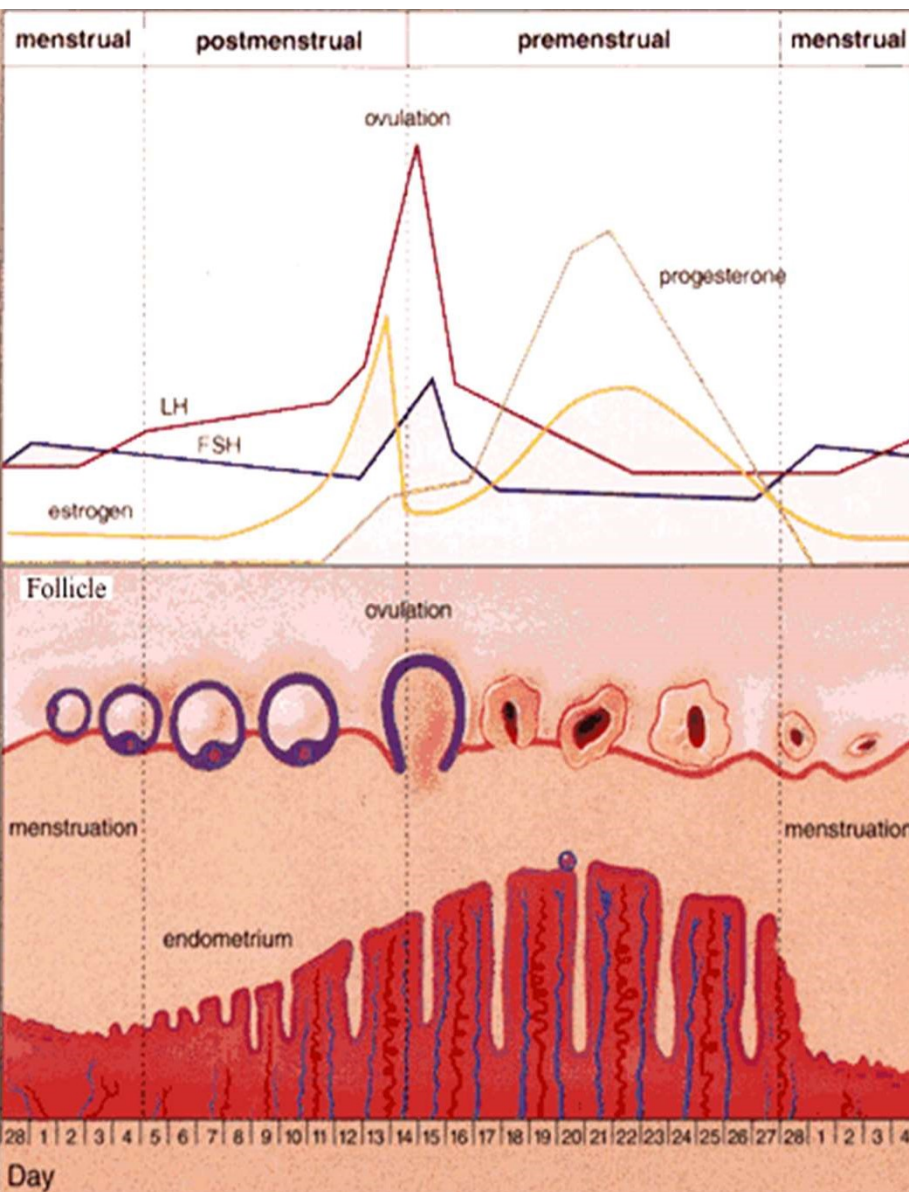 menstrual postmenstrual premenstrual menstrual
ovulation
progesterone
LH
FSH
estrogen
Follicle
ovulation
menstruation menstruation
endometrium
28 1 2 3 4 5 6 7 8 9 10 11 12 13 14 15 16 17 18 19 20 21 22 23 24 25 26 27 28 1 2 3 4
Day